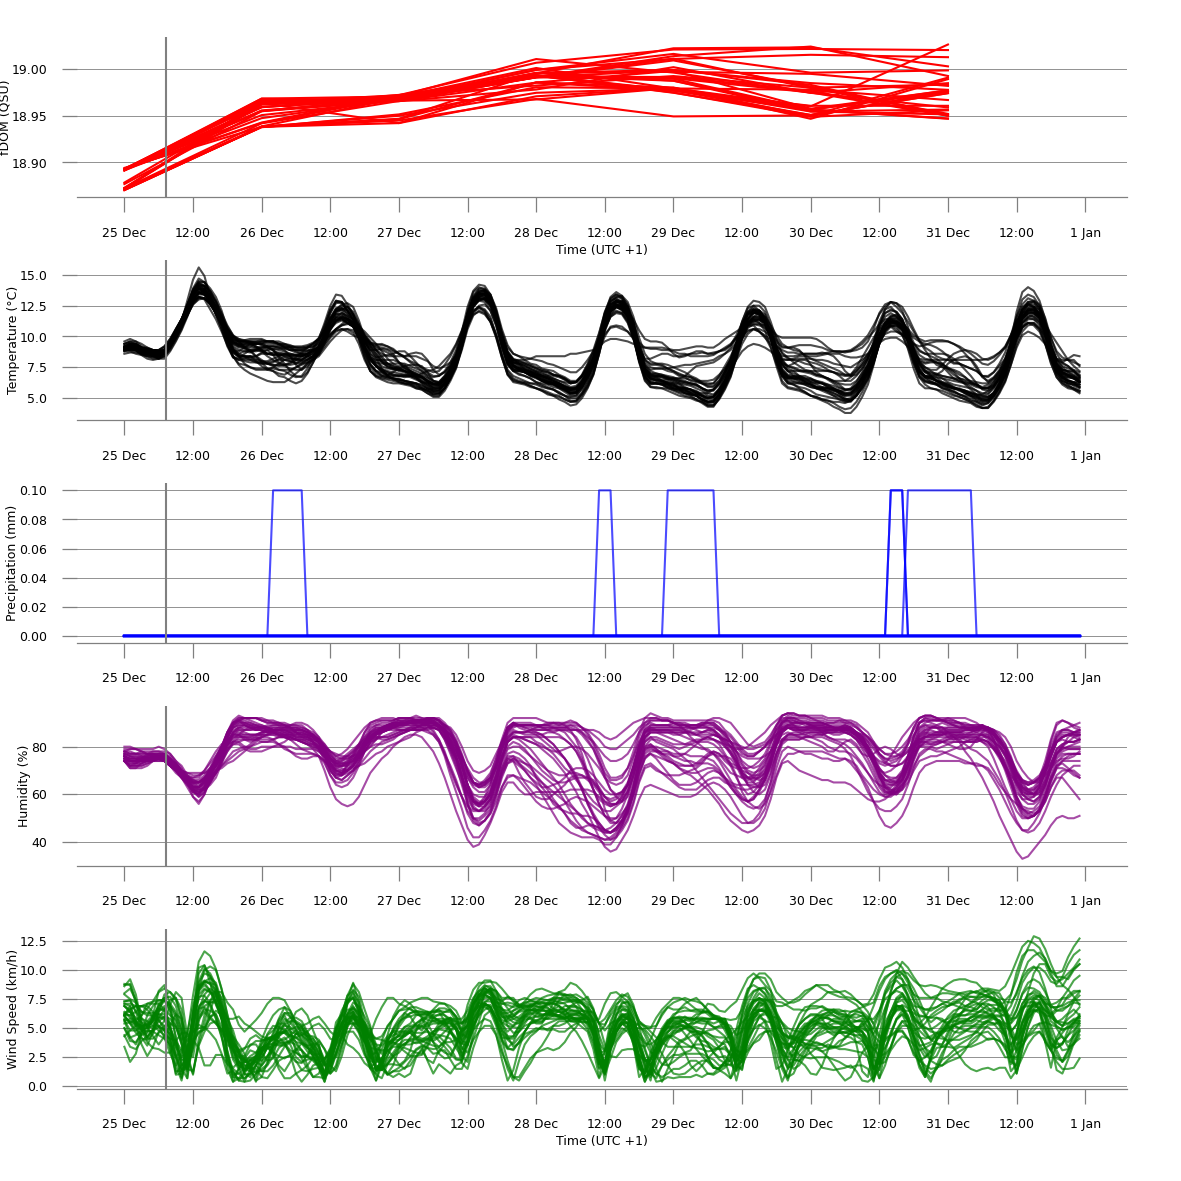 fDOM (QSU)
19.00
18.95
18.90
25 Dec 12:00 26 Dec 12:00 27 Dec 12:00 28 Dec 12:00 29 Dec 12:00 30 Dec 12:00 31 Dec 12:00 1 Jan
Time (UTC +1)
Temperature (°C)
15.0
12.5
10.0
7.5
5.0
25 Dec 12:00 26 Dec 12:00 27 Dec 12:00 28 Dec 12:00 29 Dec 12:00 30 Dec 12:00 31 Dec 12:00 1 Jan
Precipitation (mm)
0.10
0.08
0.06
0.04
0.02
0.00
25 Dec 12:00 26 Dec 12:00 27 Dec 12:00 28 Dec 12:00 29 Dec 12:00 30 Dec 12:00 31 Dec 12:00 1 Jan
Humidity (%)
80
60
40
25 Dec 12:00 26 Dec 12:00 27 Dec 12:00 28 Dec 12:00 29 Dec 12:00 30 Dec 12:00 31 Dec 12:00 1 Jan
Wind Speed (km/h)
12.5
10.0
7.5
5.0
2.5
0.0
25 Dec 12:00 26 Dec 12:00 27 Dec 12:00 28 Dec 12:00 29 Dec 12:00 30 Dec 12:00 31 Dec 12:00 1 Jan
Time (UTC +1)